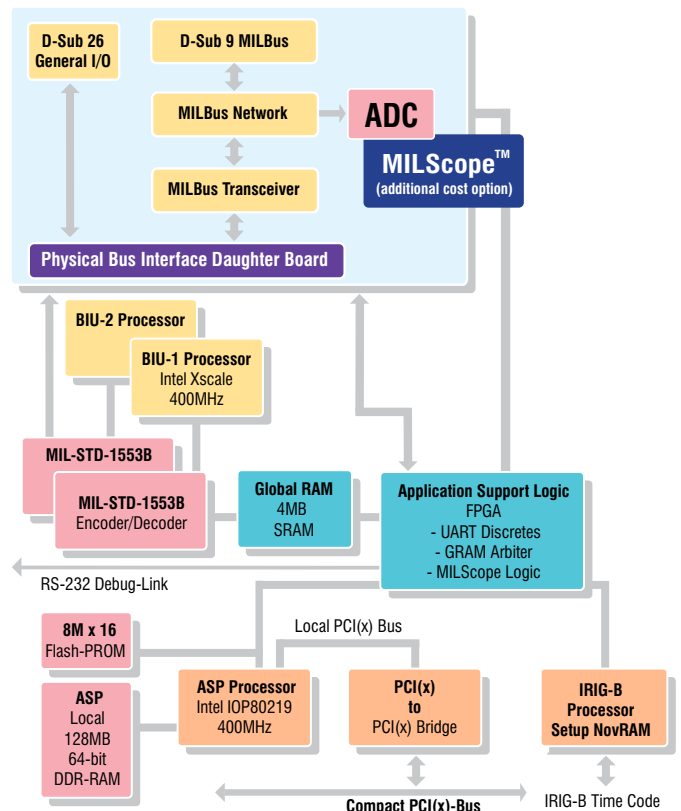 D-Sub 26
General I/O
D-Sub 9 MILBus
MILBus Network
ADC
MILScope™
(additional cost option)
MILBus Transceiver
Physical Bus Interface Daughter Board
BIU-2 Processor
BIU-1 Processor
Intel Xscale
400MHz
MIL-STD-1553B
MIL-STD-1553B
Encoder/Decoder
Global RAM
4MB
SRAM
Application Support Logic
FPGA
- UART Discretes
- GRAM Arbiter
- MILScope Logic
RS-232 Debug-Link
8M x 16
Flash-PROM
Local PCI(x) Bus
ASP
Local
128MB
64-bit
DDR-RAM
ASP Processor
Intel IOP80219
400MHz
PCI(x)
to
PCI(x) Bridge
IRIG-B
Processor
Setup NovRAM
Compact PCI(x)-Bus
IRIG-B Time Code